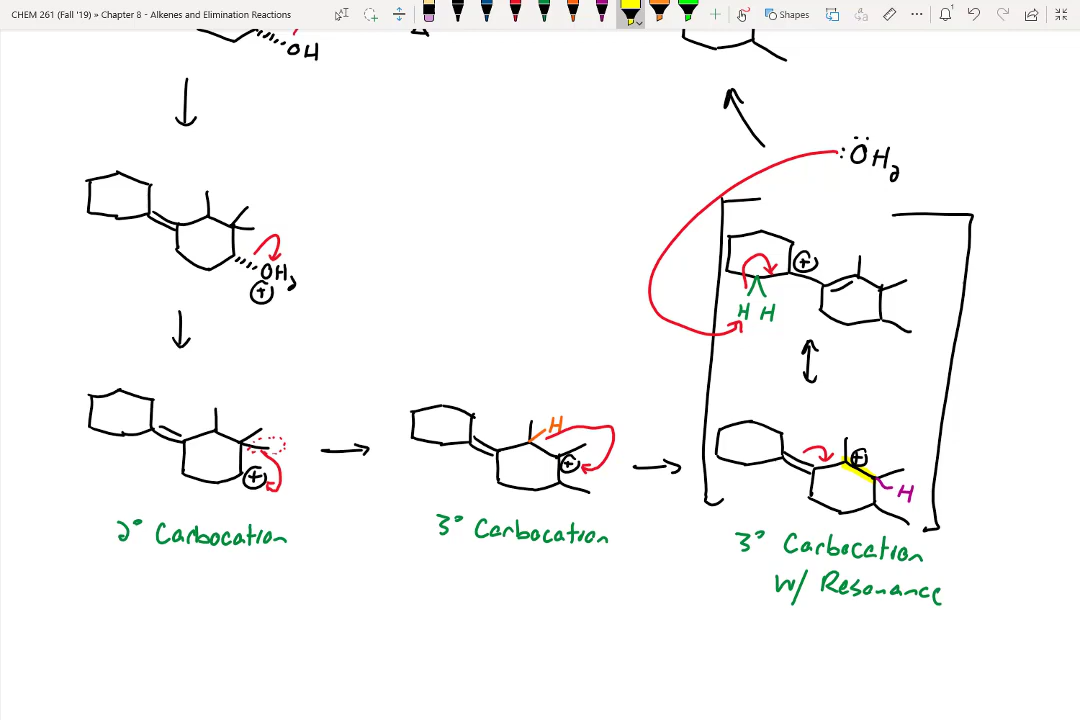 CHEM 261 (Fall '19) » Chapter 8 - Alkenes and Elimination Reactions
Shapes
OH
:ÖH2
OH2
+
+
H H
+
H
+
+
H
2° Carbocation
3° Carbocation
3° Carbocation
w/ Resonance